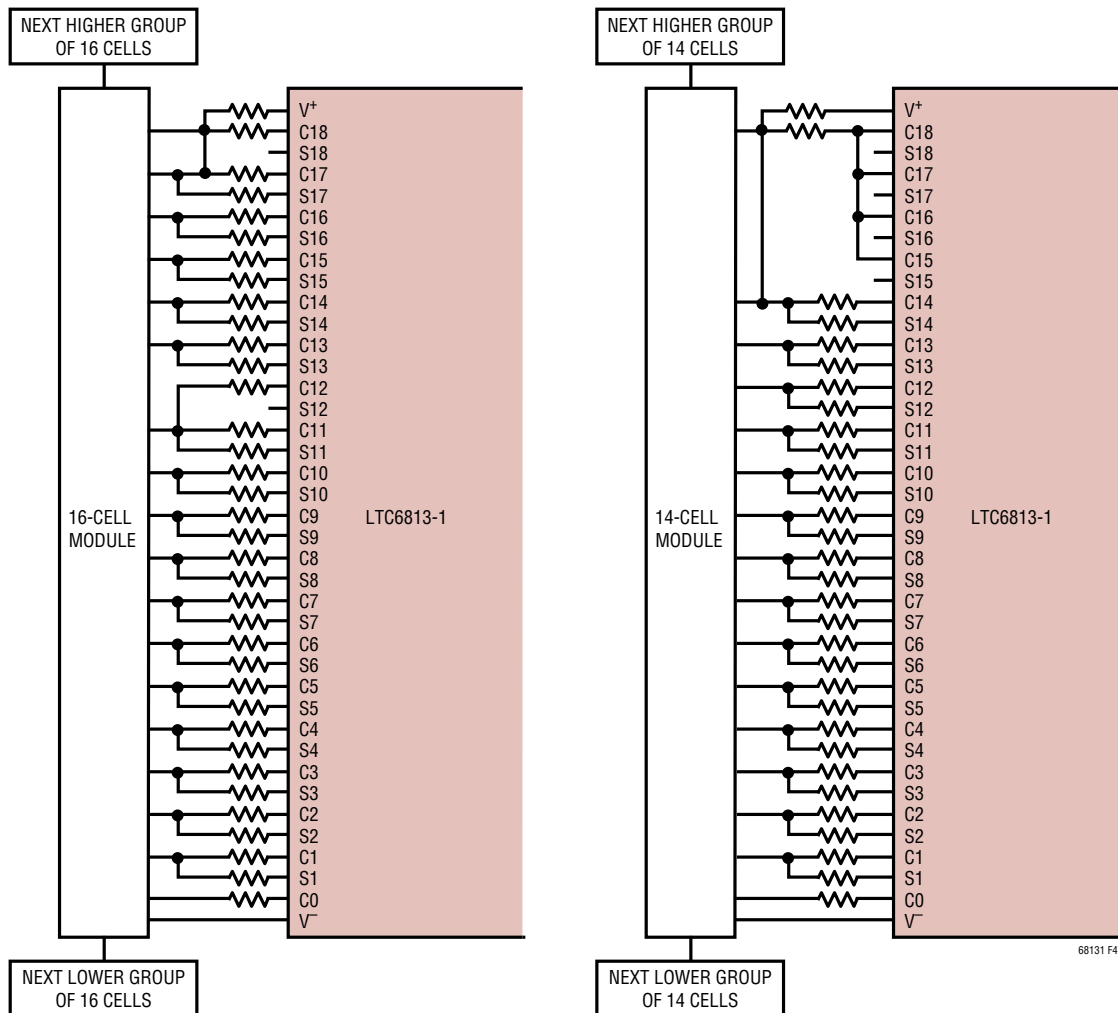 NEXT HIGHER GROUP
OF 16 CELLS
V+
C18
S18
C17
S17
C16
S16
C15
S15
C14
S14
C13
S13
C12
S12
C11
S11
C10
S10
C9
S9
C8
S8
C7
S7
C6
S6
C5
S5
C4
S4
C3
S3
C2
S2
C1
S1
C0
V–
16-CELL
MODULE
LTC6813-1
NEXT LOWER GROUP
OF 16 CELLS
NEXT HIGHER GROUP
OF 14 CELLS
V+
C18
S18
C17
S17
C16
S16
C15
S15
C14
S14
C13
S13
C12
S12
C11
S11
C10
S10
C9
S9
C8
S8
C7
S7
C6
S6
C5
S5
C4
S4
C3
S3
C2
S2
C1
S1
C0
V–
14-CELL
MODULE
LTC6813-1
NEXT LOWER GROUP
OF 14 CELLS
68131 F4